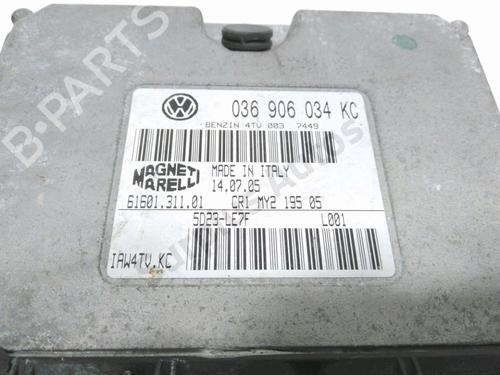 B-PARTS
036 906 034 KC
BENZIN 4TV 003 7449
MAGNETI MARELLI
MADE IN ITALY
14.07.05
61601.311.01 CR1 MY2 195 05
5D23-LE7F L001
IAW4TV.KC